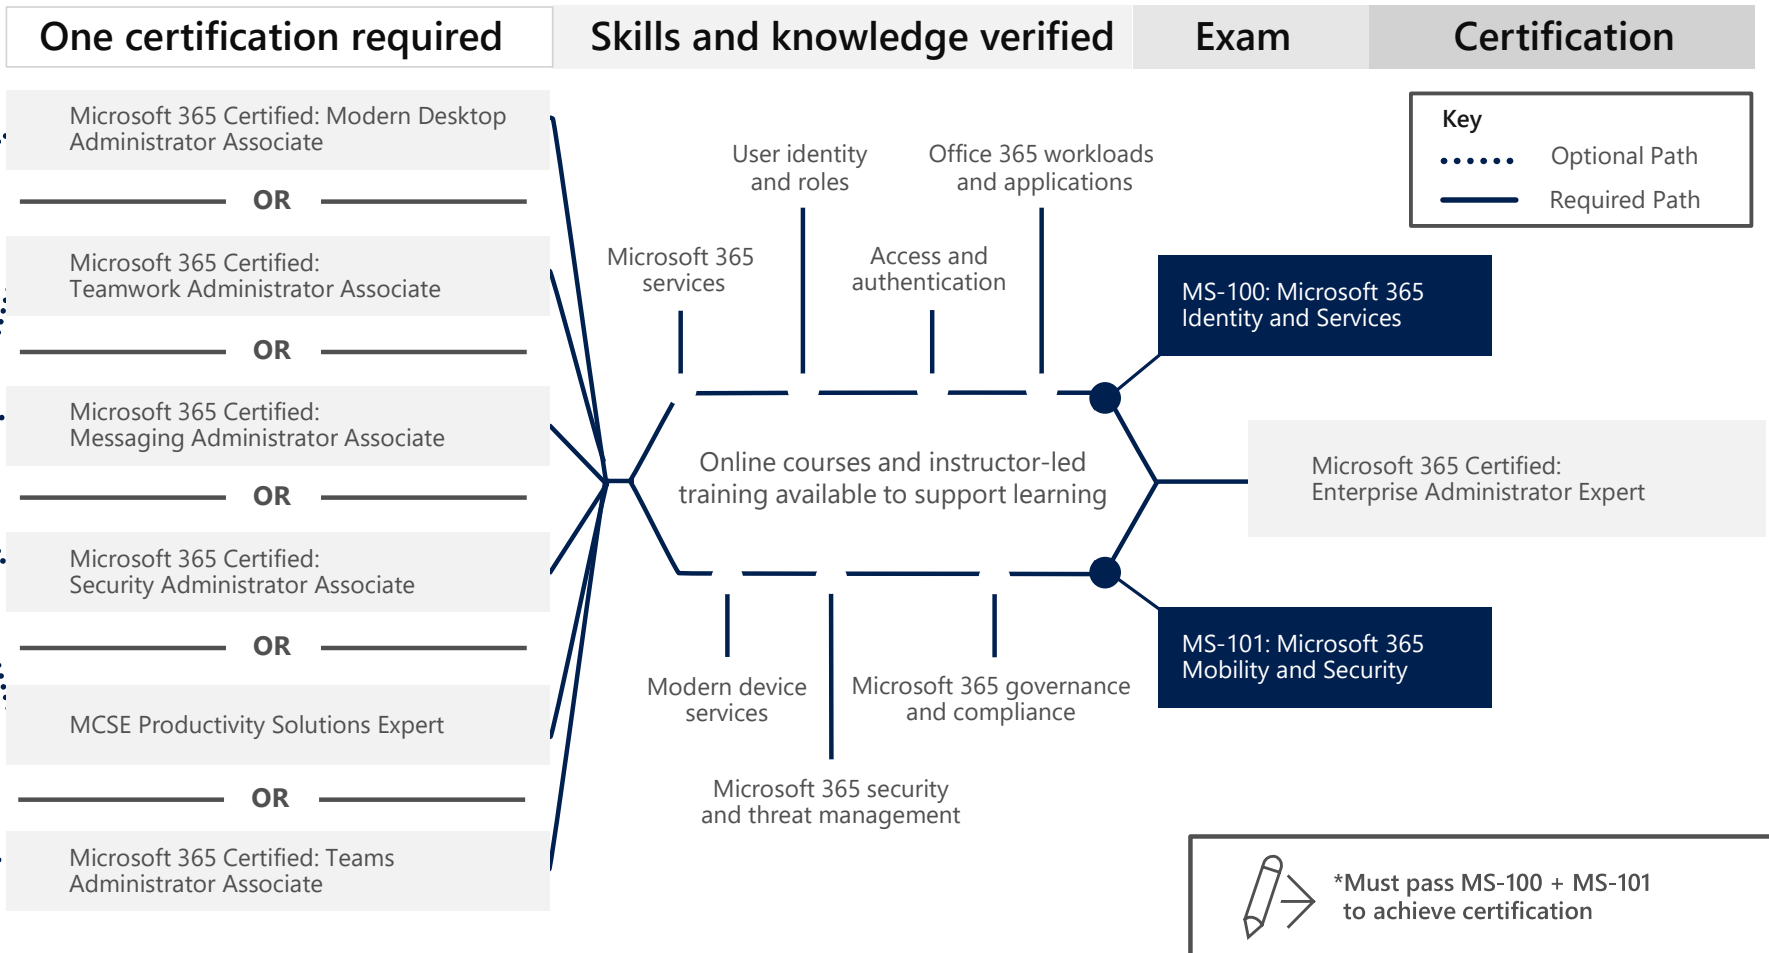 One certification required
Skills and knowledge verified
Exam
Certification
Microsoft 365 Certified: Modern Desktop
Administrator Associate
OR
Microsoft 365 Certified:
Teamwork Administrator Associate
OR
Microsoft 365 Certified:
Messaging Administrator Associate
OR
Microsoft 365 Certified:
Security Administrator Associate
OR
MCSE Productivity Solutions Expert
OR
Microsoft 365 Certified: Teams
Administrator Associate
Microsoft 365
services
User identity
and roles
Access and
authentication
Office 365 workloads
and applications
Online courses and instructor-led
training available to support learning
Modern device
services
Microsoft 365 security
and threat management
Microsoft 365 governance
and compliance
Key
Optional Path
Required Path
MS-100: Microsoft 365
Identity and Services
Microsoft 365 Certified:
Enterprise Administrator Expert
MS-101: Microsoft 365
Mobility and Security
*Must pass MS-100 + MS-101
to achieve certification